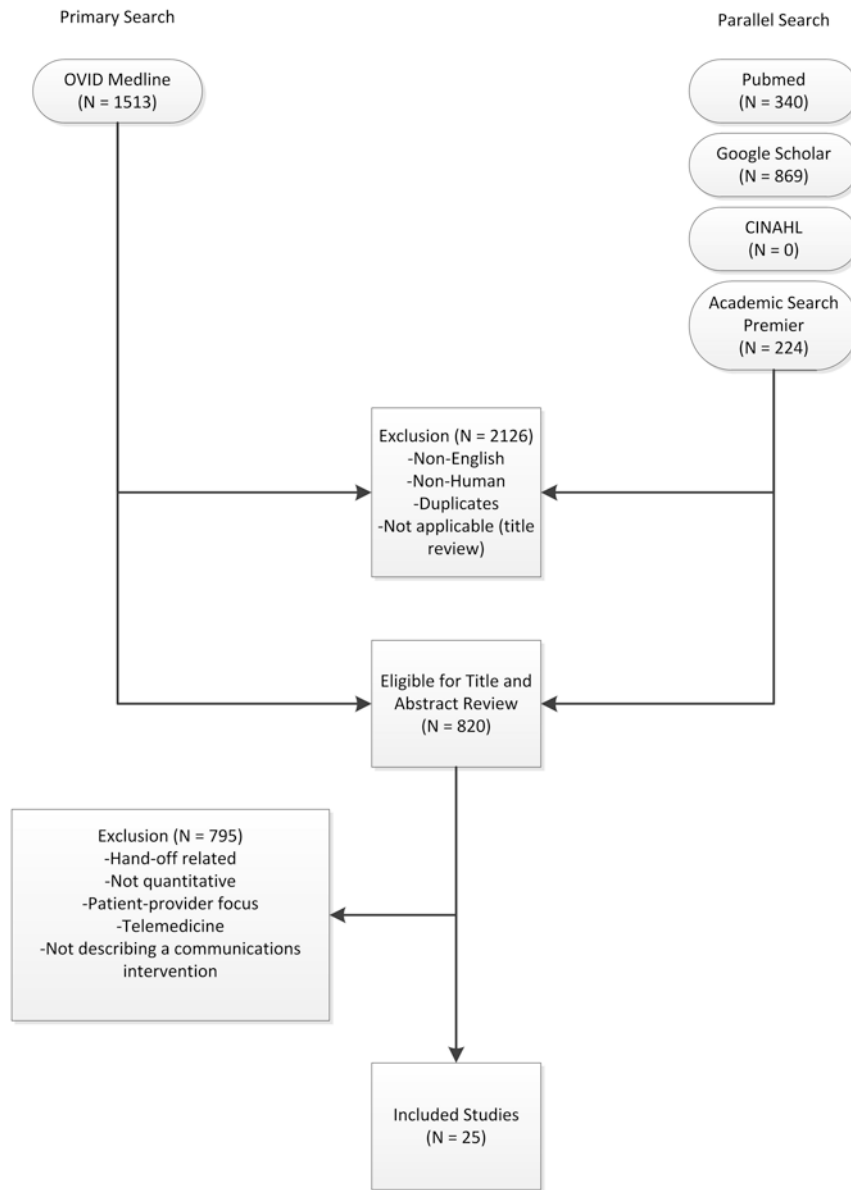 Primary Search
Parallel Search
OVID Medline
(N = 1513)
Pubmed
(N = 340)
Google Scholar
(N = 869)
CINAHL
(N = 0)
Academic Search
Premier
(N = 224)
Exclusion (N = 2126)
-Non-English
-Non-Human
-Duplicates
-Not applicable (title
review)
Eligible for Title and
Abstract Review
(N = 820)
Exclusion (N = 795)
-Hand-off related
-Not quantitative
-Patient-provider focus
-Telemedicine
-Not describing a communications
intervention
Included Studies
(N = 25)